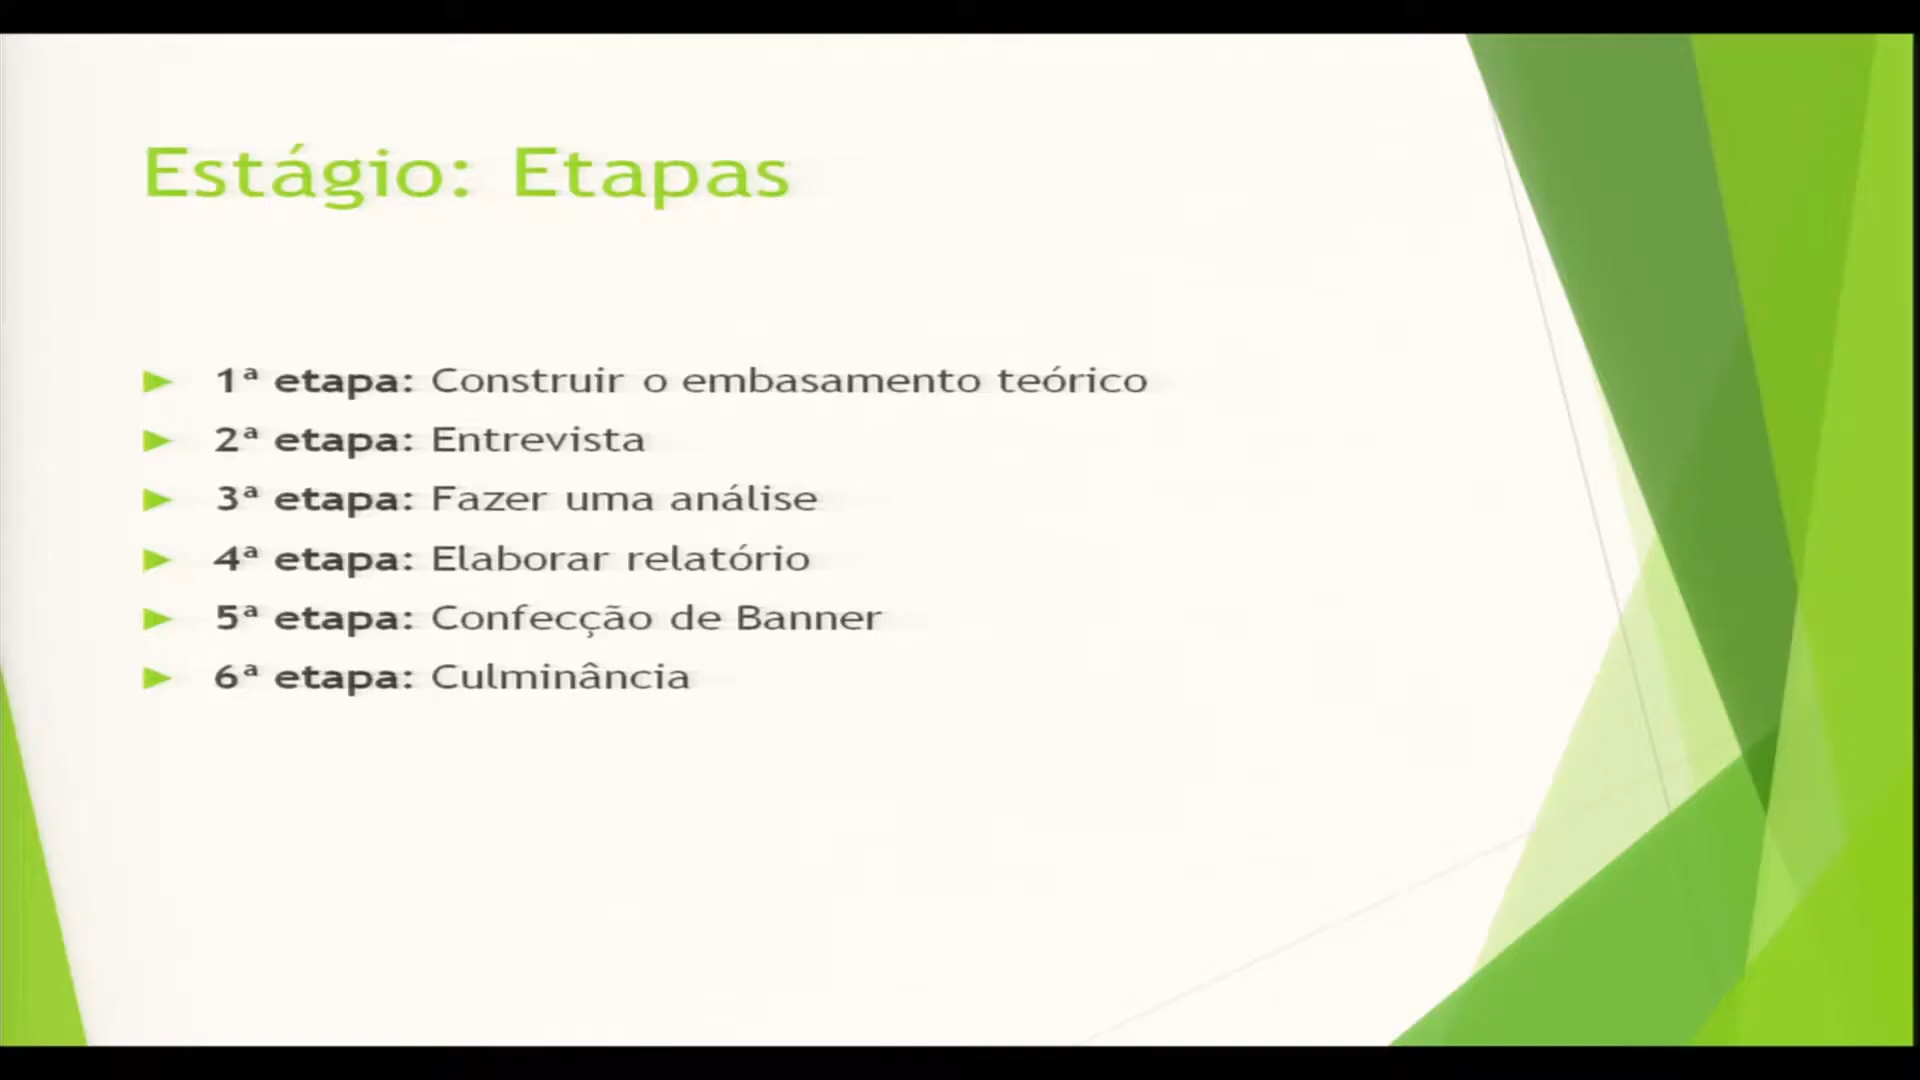 Estágio: Etapas
1ª etapa: Construir o embasamento teórico
2ª etapa: Entrevista
3ª etapa: Fazer uma análise
4ª etapa: Elaborar relatório
5ª etapa: Confecção de Banner
6ª etapa: Culminância